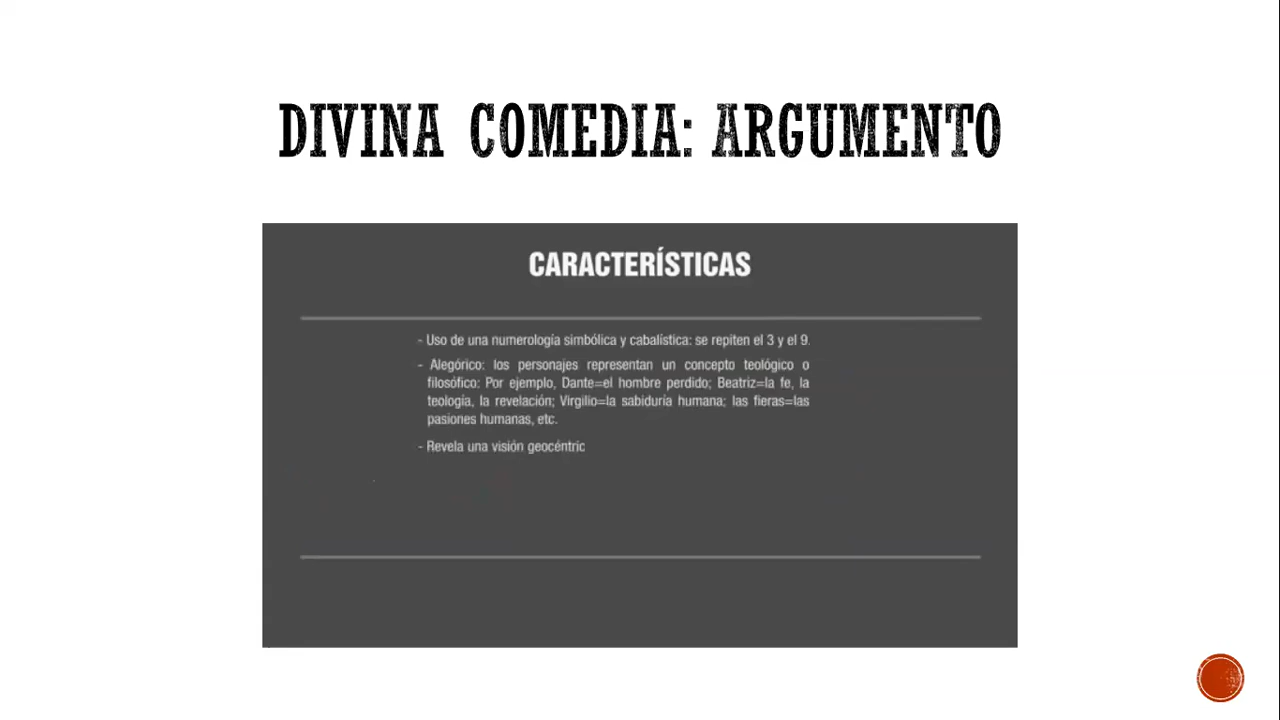 DIVINA COMEDIA: ARGUMENTO
CARACTERÍSTICAS
- Uso de una numerología simbólica y cabalística: se repiten el 3 y el 9.
- Alegórico: los personajes representan un concepto teológico o
filosófico: Por ejemplo, Dante=el hombre perdido; Beatriz=la fe, la
teología, la revelación; Virgilio=la sabiduría humana; las fieras=las
pasiones humanas, etc.
- Revela una visión geocéntric